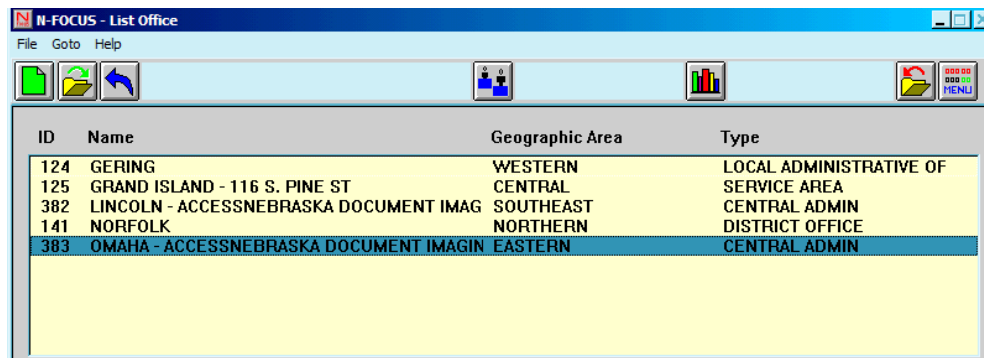 N-FOCUS - List Office
File Goto Help
MENU
ID Name Geographic Area Type
124 GERING WESTERN LOCAL ADMINISTRATIVE OF
125 GRAND ISLAND - 116 S. PINE ST CENTRAL SERVICE AREA
382 LINCOLN - ACCESSNEBRASKA DOCUMENT IMAG SOUTHEAST CENTRAL ADMIN
141 NORFOLK NORTHERN DISTRICT OFFICE
383 OMAHA - ACCESSNEBRASKA DOCUMENT IMAGIN EASTERN CENTRAL ADMIN